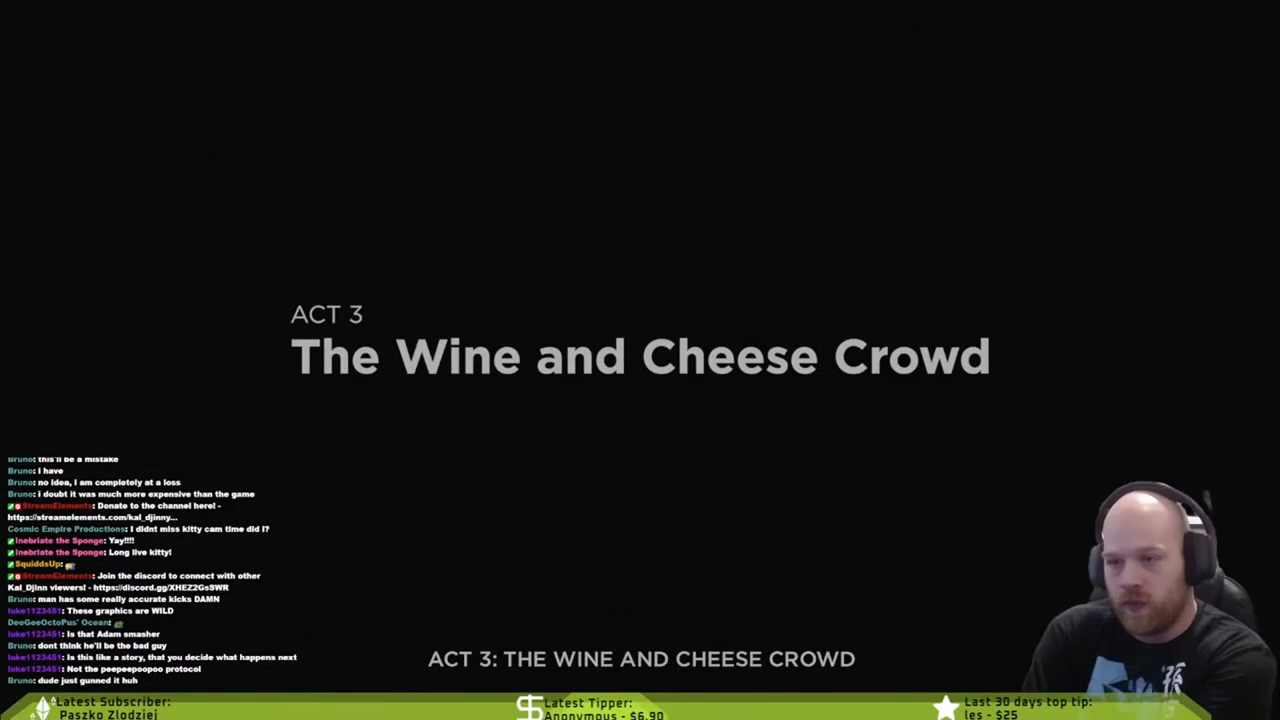 ACT 3
The Wine and Cheese Crowd
Bruno: this'll be a mistake
Bruno: i have
Bruno: no idea, I am completely at a loss
Bruno: i doubt it was much more expensive than the game
StreamElements: Donate to the channel here! -
https://streamelements.com/kal_djinny...
Cosmic Empire Productions: I didnt miss kitty cam time did I?
Inebriate the Sponge: Yay!!!!
Inebriate the Sponge: Long live kitty!
SquiddsUp:
StreamElements: Join the discord to connect with other
Kal_Djinn viewers! - https://discord.gg/XHEZ2GsSWR
Bruno: man has some really accurate kicks DAMN
luke1123451: These graphics are WILD
DeeGeeOctoPus' Ocean:
luke1123451: Is that Adam smasher
Bruno: dont think he'll be the bad guy
luke1123451: Is this like a story, that you decide what happens next
luke1123451: Not the peepeepoopoo protocol
Bruno: dude just gunned it huh
ACT 3: THE WINE AND CHEESE CROWD
Latest Subscriber:
Paszko Zlodziej
Latest Tipper:
Anonymous - $6.90
Last 30 days top tip:
les - $25